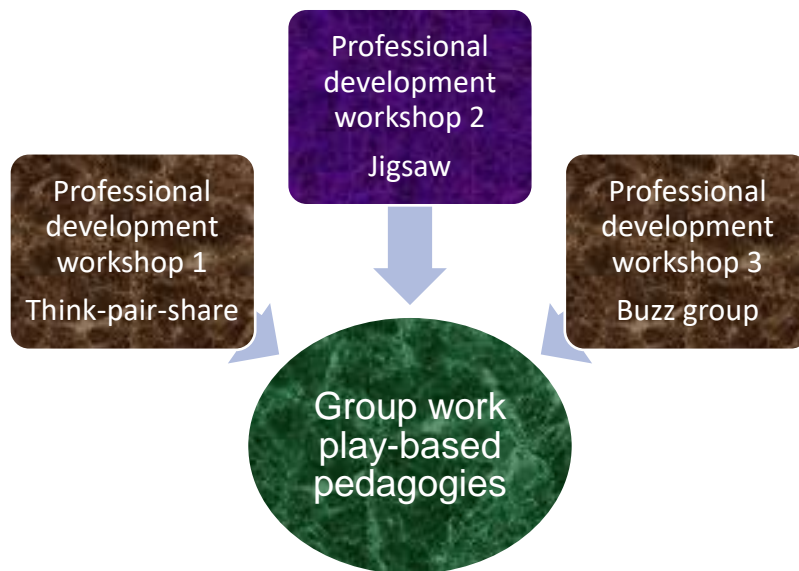 Professional
development
workshop 1
Think-pair-share
Professional
development
workshop 2
Jigsaw
Professional
development
workshop 3
Buzz group
Group work
play-based
pedagogies